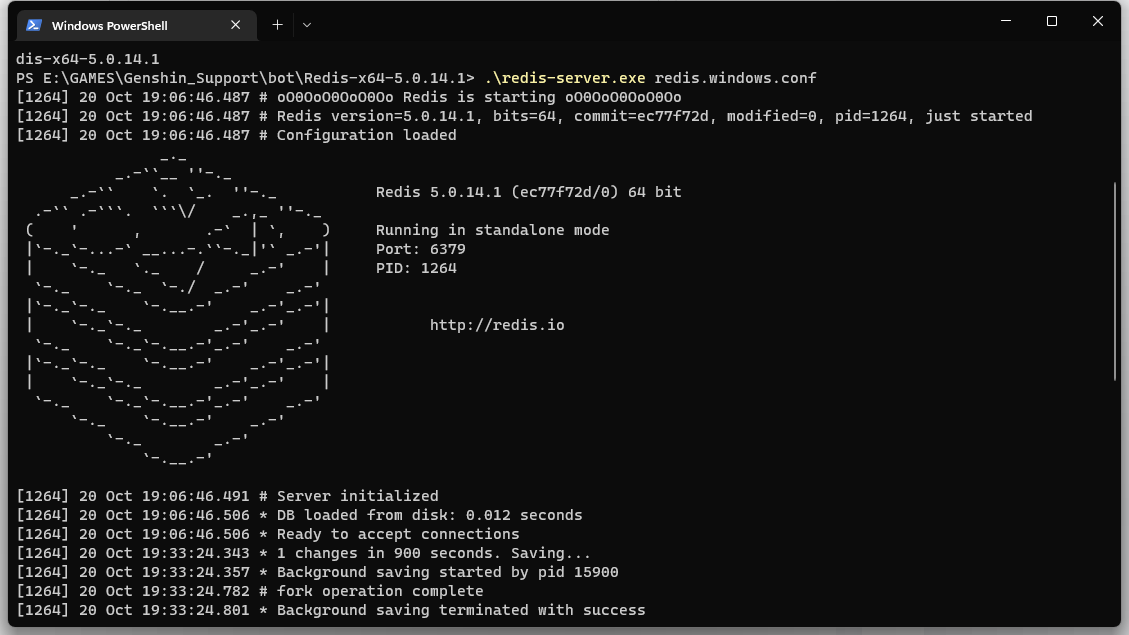 Windows PowerShell
dis-x64-5.0.14.1
PS E:\GAMES\Genshin_Support\bot\Redis-x64-5.0.14.1> .\redis-server.exe redis.windows.conf
[1264] 20 Oct 19:06:46.487 # oO0OoO0OoO0Oo Redis is starting oO0OoO0OoO0Oo
[1264] 20 Oct 19:06:46.487 # Redis version=5.0.14.1, bits=64, commit=ec77f72d, modified=0, pid=1264, just started
[1264] 20 Oct 19:06:46.487 # Configuration loaded
Redis 5.0.14.1 (ec77f72d/0) 64 bit
Running in standalone mode
Port: 6379
PID: 1264
http://redis.io
[1264] 20 Oct 19:06:46.491 # Server initialized
[1264] 20 Oct 19:06:46.506 * DB loaded from disk: 0.012 seconds
[1264] 20 Oct 19:06:46.506 * Ready to accept connections
[1264] 20 Oct 19:33:24.343 * 1 changes in 900 seconds. Saving...
[1264] 20 Oct 19:33:24.357 * Background saving started by pid 15900
[1264] 20 Oct 19:33:24.782 # fork operation complete
[1264] 20 Oct 19:33:24.801 * Background saving terminated with success